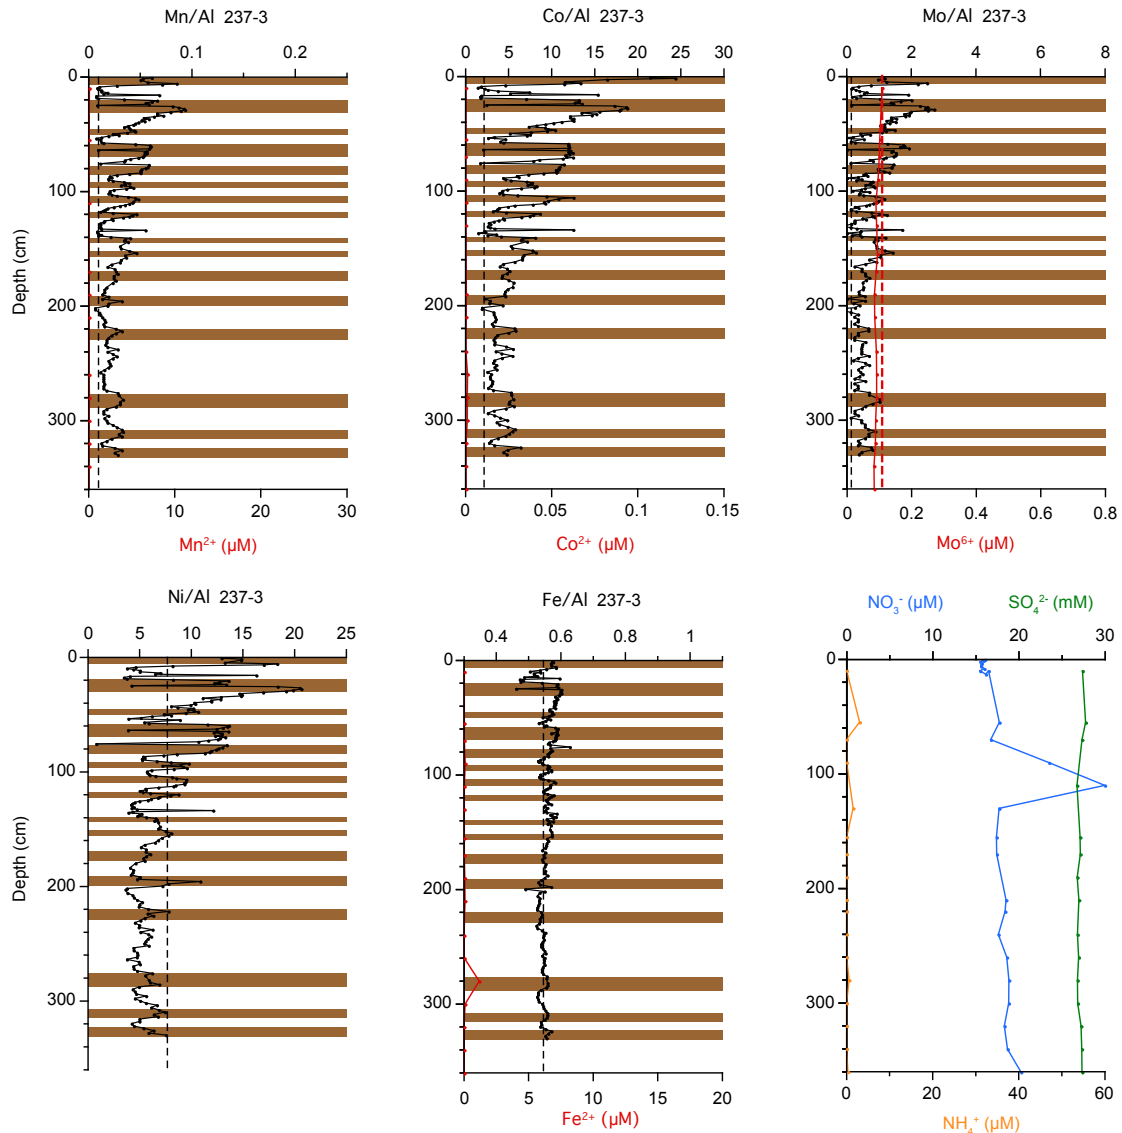 Mn/Al 237-3
Co/Al 237-3
Mo/Al 237-3
0 0.1 0.2
0 5 10 15 20 25 30
0 2 4 6 8
Depth (cm)
0
100
200
300
0
0
0 10 20 30
0 0.05 0.1 0.15
0 0.2 0.4 0.6 0.8
Mn²⁺ (µM)
Co²⁺ (µM)
Mo⁶⁺ (µM)
Ni/Al 237-3
Fe/Al 237-3
NO₃⁻ (µM)
SO₄²⁻ (mM)
0 5 10 15 20 25
0.4 0.6 0.8 1
0 10 20 30
Depth (cm)
0
100
200
300
0
100
200
300
0
100
200
300
0 5 10 15 20
0 20 40 60
Fe²⁺ (µM)
NH₄⁺ (µM)